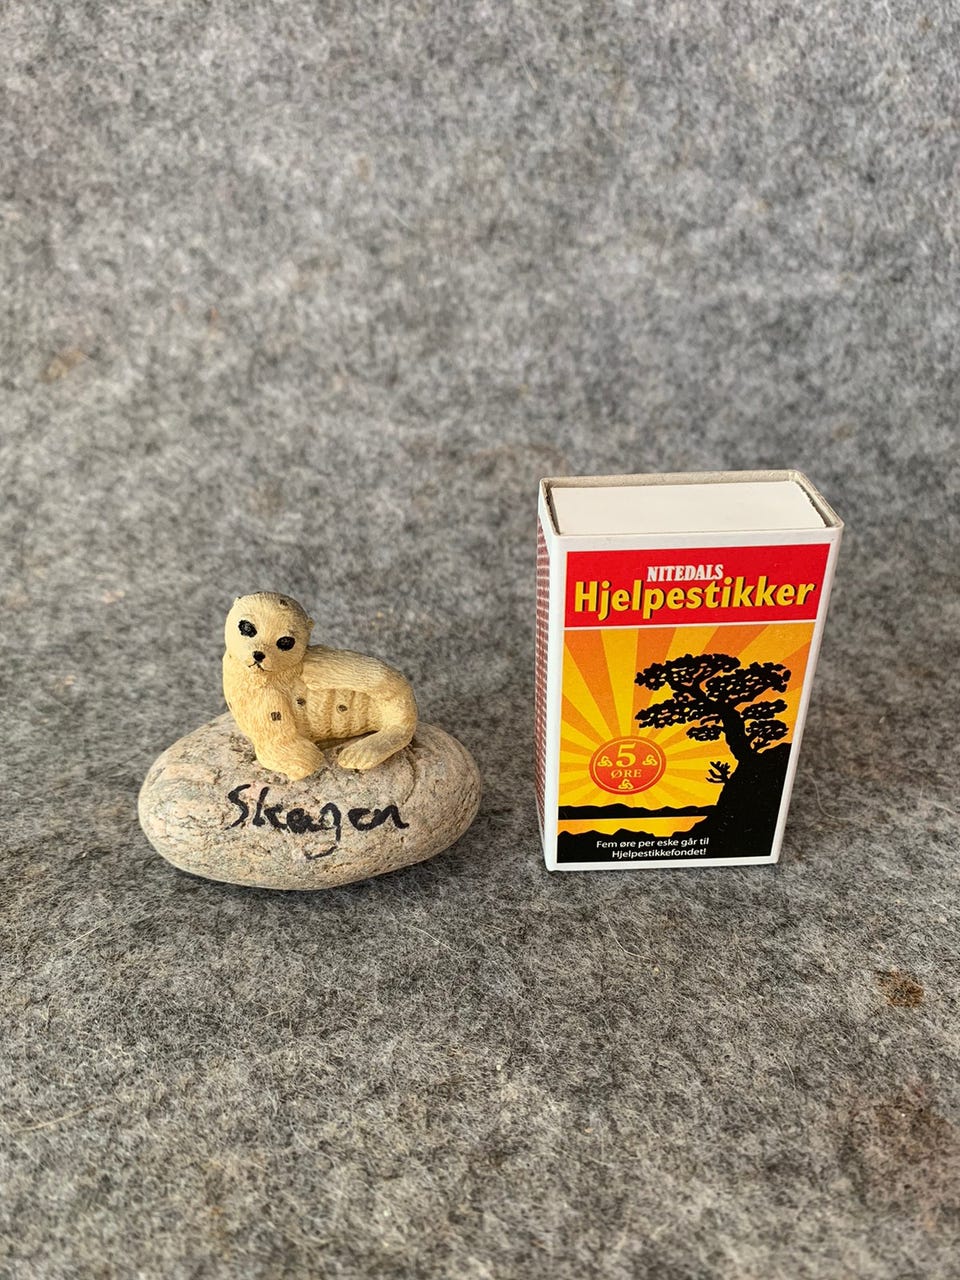 Skagen
NITEDALS
Hjelpestikker
5
ØRE
Fem øre per eske går til
Hjelpestikkefondet!